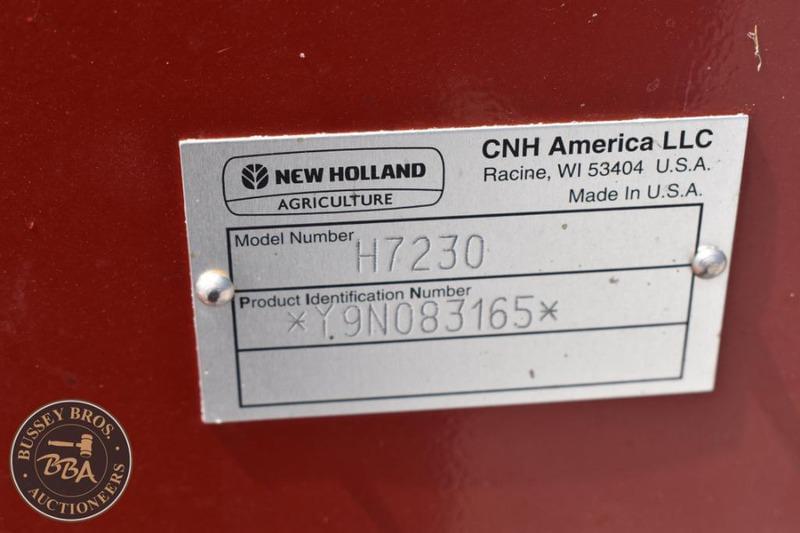 NEW HOLLAND
AGRICULTURE
CNH America LLC
Racine, WI 53404 U.S.A.
Made In U.S.A.
Model Number
H7230
Product Identification Number
*Y9N083165*
BUSSEY BROS.
BBA
AUCTIONEERS